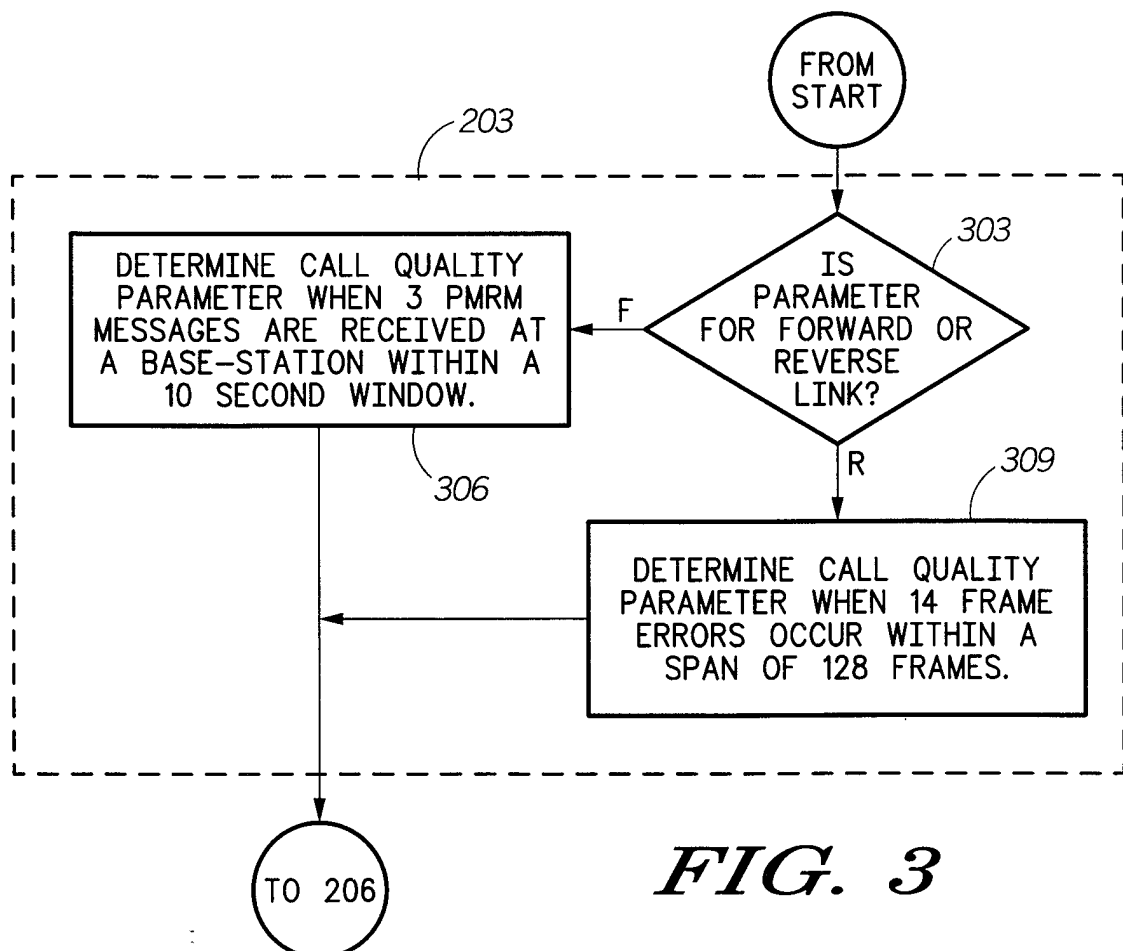 FROM
START
203
303
IS
PARAMETER
FOR FORWARD OR
REVERSE
LINK?
F
DETERMINE CALL QUALITY
PARAMETER WHEN 3 PMRM
MESSAGES ARE RECEIVED AT
A BASE-STATION WITHIN A
10 SECOND WINDOW.
306
R
309
DETERMINE CALL QUALITY
PARAMETER WHEN 14 FRAME
ERRORS OCCUR WITHIN A
SPAN OF 128 FRAMES.
TO 206
FIG. 3